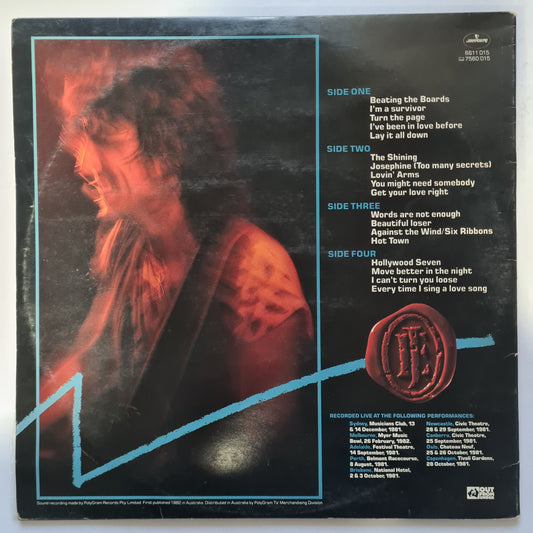 mercury
6611 015
7580 015
SIDE ONE
Beating the Boards
I'm a survivor
Turn the page
I've been in love before
Lay it all down
SIDE TWO
The Shining
Josephine (Too many secrets)
Lovin' Arms
You might need somebody
Get your love right
SIDE THREE
Words are not enough
Beautiful loser
Against the Wind/Six Ribbons
Hot Town
SIDE FOUR
Hollywood Seven
Move better in the night
I can't turn you loose
Every time I sing a love song
JE
RECORDED LIVE AT THE FOLLOWING PERFORMANCES:
Sydney, Musicians Club, 13
& 14 December, 1981.
Melbourne, Myer Music
Bowl, 26 February, 1982.
Adelaide, Festival Theatre,
14 September, 1981.
Perth, Belmont Racecourse,
8 August, 1981.
Brisbane, National Hotel,
2 & 3 October, 1981.
Newcastle, Civic Theatre,
28 & 29 September, 1981.
Canberra, Civic Theatre,
25 September, 1981.
Oslo, Chateau Neuf,
25 & 26 October, 1981.
Copenhagen, Tivoli Gardens,
28 October, 1981.
Sound recording made by PolyGram Records Pty. Limited. First published 1982 in Australia. Distributed in Australia by PolyGram TV Merchandising Division.
OUT
FROM
UNDER